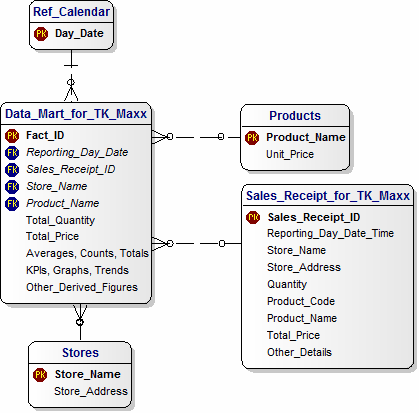 Ref_Calendar
PK Day_Date
Data_Mart_for_TK_Maxx
PK Fact_ID
FK Reporting_Day_Date
FK Sales_Receipt_ID
FK Store_Name
FK Product_Name
Total_Quantity
Total_Price
Averages, Counts, Totals
KPIs, Graphs, Trends
Other_Derived_Figures
Products
PK Product_Name
Unit_Price
Sales_Receipt_for_TK_Maxx
PK Sales_Receipt_ID
Reporting_Day_Date_Time
Store_Name
Store_Address
Quantity
Product_Code
Product_Name
Total_Price
Other_Details
Stores
PK Store_Name
Store_Address